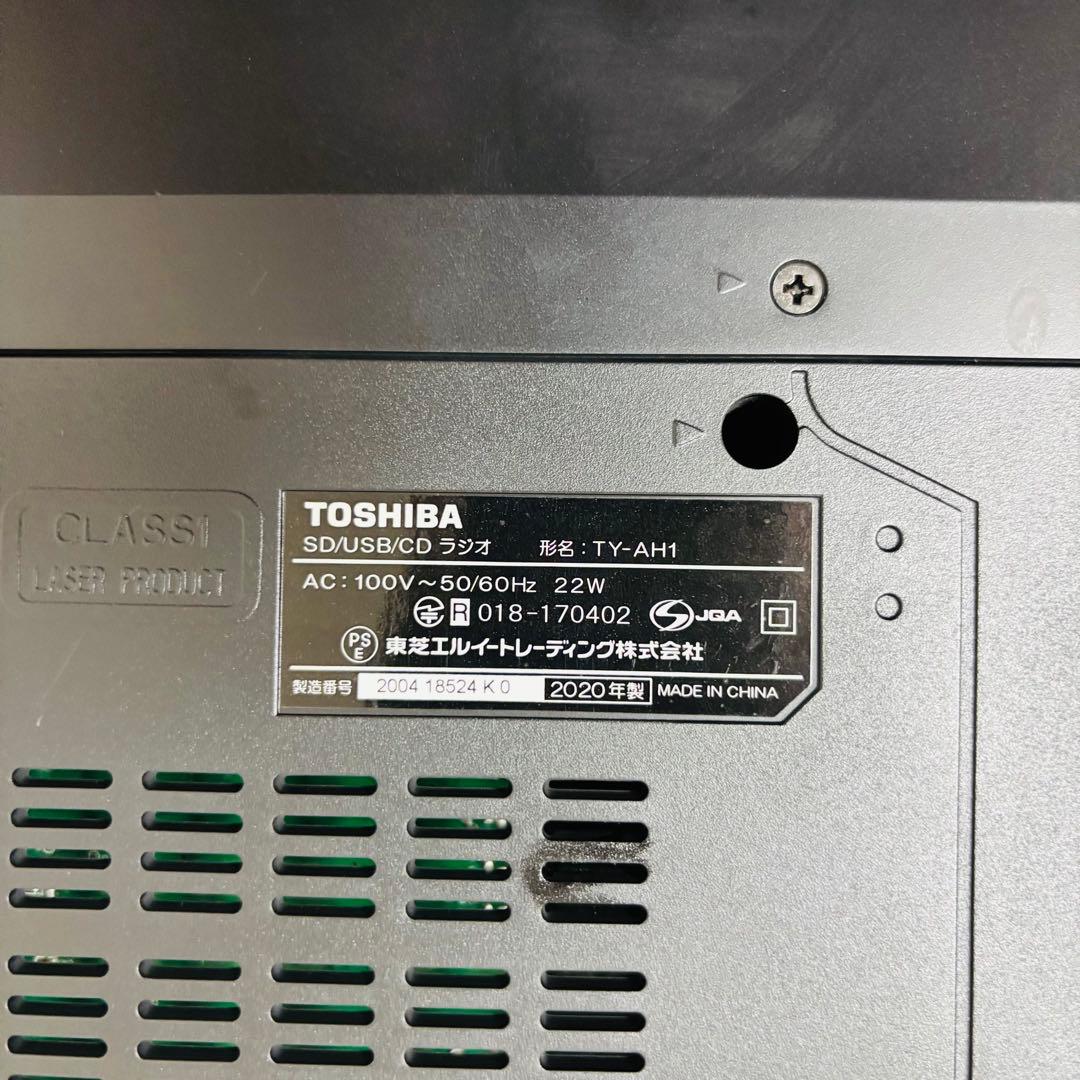 CLASS1
LASER PRODUCT
TOSHIBA
SD/USB/CD ラジオ 形名：TY-AH1
AC：100V～50/60Hz 22W
R 018-170402 JQA
PSE 東芝エルイートレーディング株式会社
製造番号 2004 18524 K 0 2020年製 MADE IN CHINA